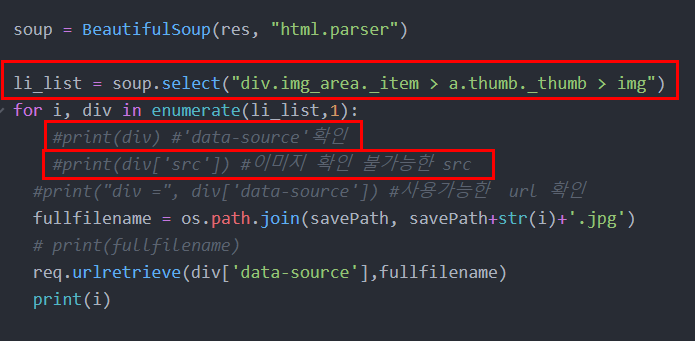 soup = BeautifulSoup(res, "html.parser")
li_list = soup.select("div.img_area._item > a.thumb._thumb > img")
for i, div in enumerate(li_list,1):
#print(div) #'data-source'확인
#print(div['src']) #이미지 확인 불가능한 src
#print("div =", div['data-source']) #사용가능한  url 확인
fullfilename = os.path.join(savePath, savePath+str(i)+'.jpg')
# print(fullfilename)
req.urlretrieve(div['data-source'],fullfilename)
print(i)